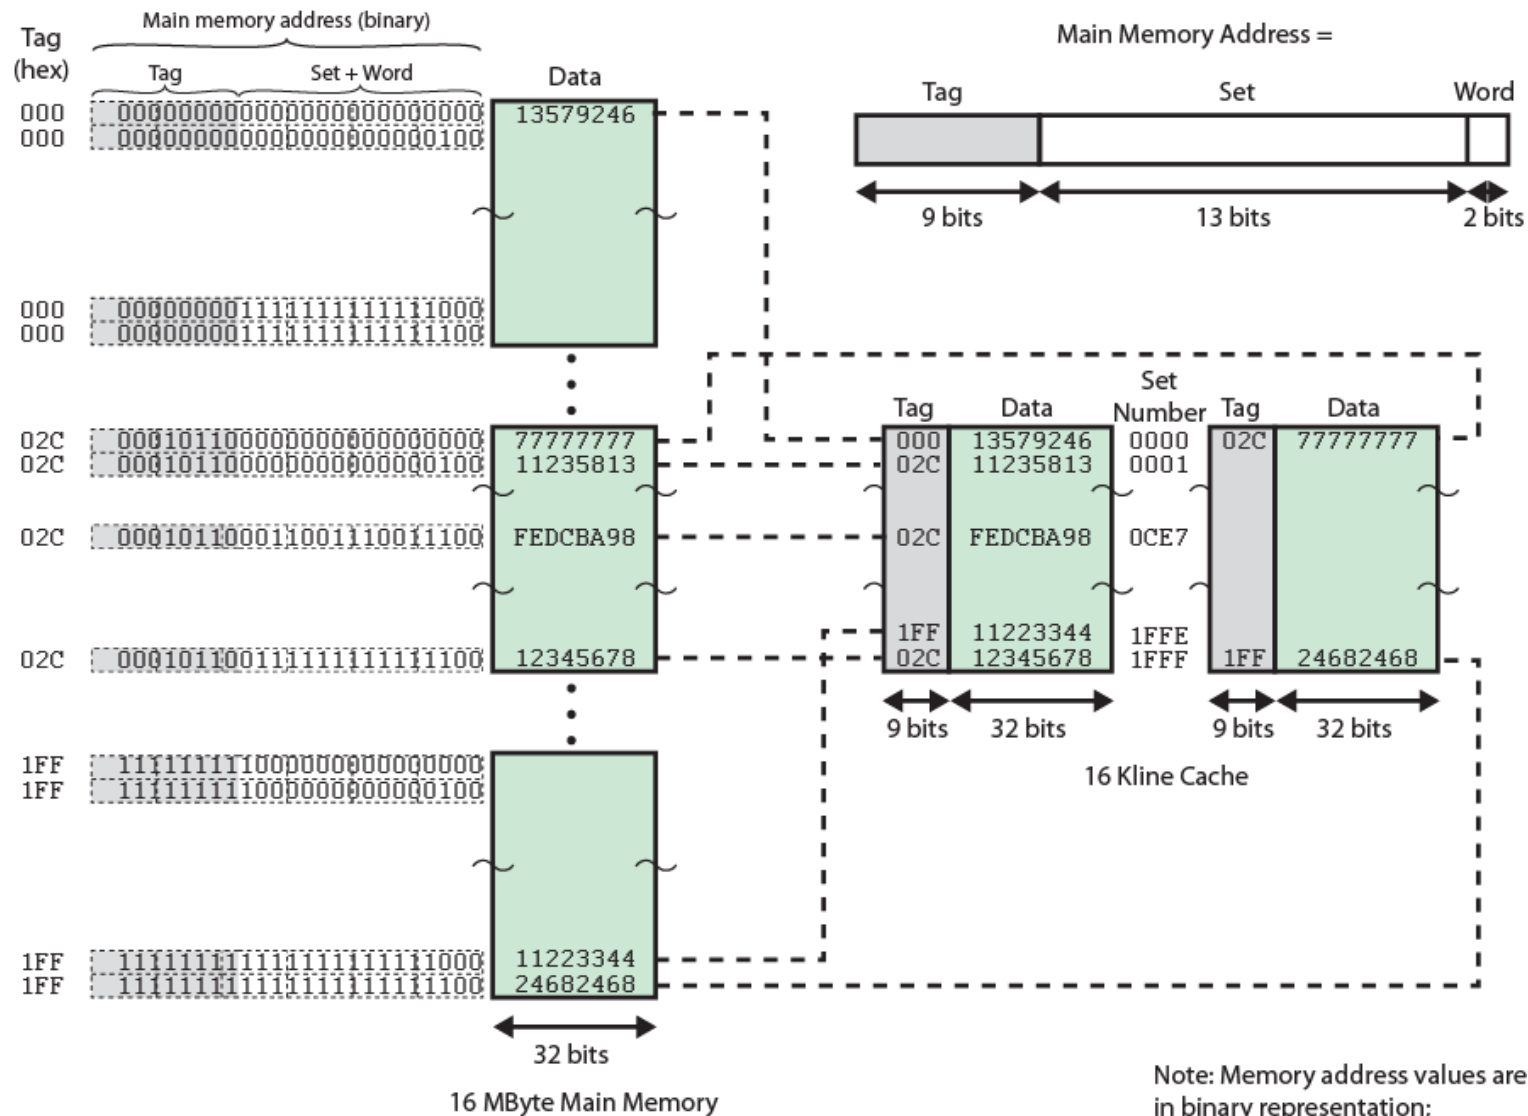 Main memory address (binary)
Tag
(hex)
Tag
Set + Word
Data
000 000000000000000000000000 13579246
000 000000000000000000000100
000 000000000111111111111000
000 000000000111111111111100
02C 000101100000000000000000 77777777
02C 000101100000000000000100 11235813
02C 000101100011001110011100 FEDCBA98
02C 000101100111111111111100 12345678
1FF 111111111000000000000000
1FF 111111111000000000000100
1FF 111111111111111111111000 11223344
1FF 111111111111111111111100 24682468
32 bits
16 MByte Main Memory
Main Memory Address =
Tag Set Word
9 bits 13 bits 2 bits
Set
Tag Data Number Tag Data
000 13579246 0000 02C 77777777
02C 11235813 0001
02C FEDCBA98 0CE7
1FF 11223344 1FFE
02C 12345678 1FFF 1FF 24682468
9 bits 32 bits 9 bits 32 bits
16 Kline Cache
Note: Memory address values are
in binary representation;